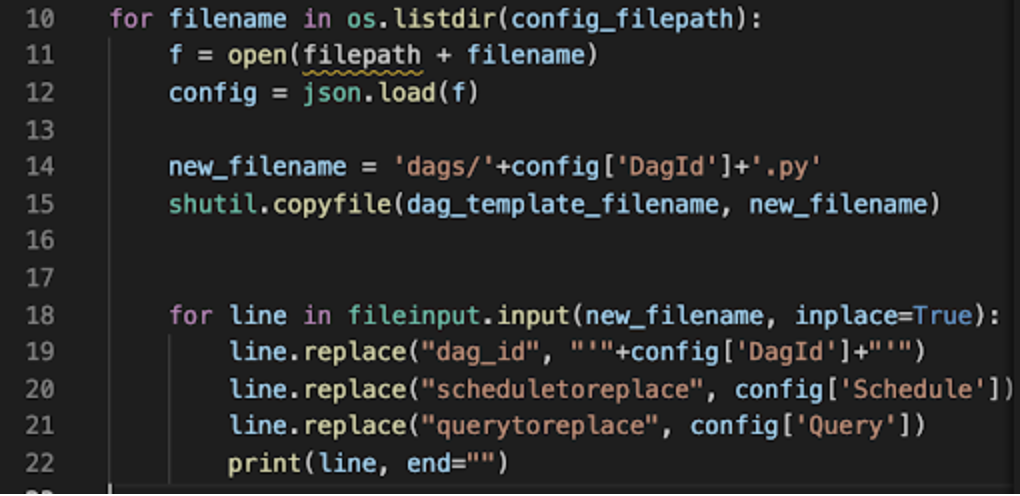 10 for filename in os.listdir(config_filepath):
11 f = open(filepath + filename)
12 config = json.load(f)
13
14 new_filename = 'dags/'+config['DagId']+'.py'
15 shutil.copyfile(dag_template_filename, new_filename)
16
17
18 for line in fileinput.input(new_filename, inplace=True):
19 line.replace("dag_id", "'"+config['DagId']+"'")
20 line.replace("scheduletoreplace", config['Schedule'])
21 line.replace("querytoreplace", config['Query'])
22 print(line, end="")